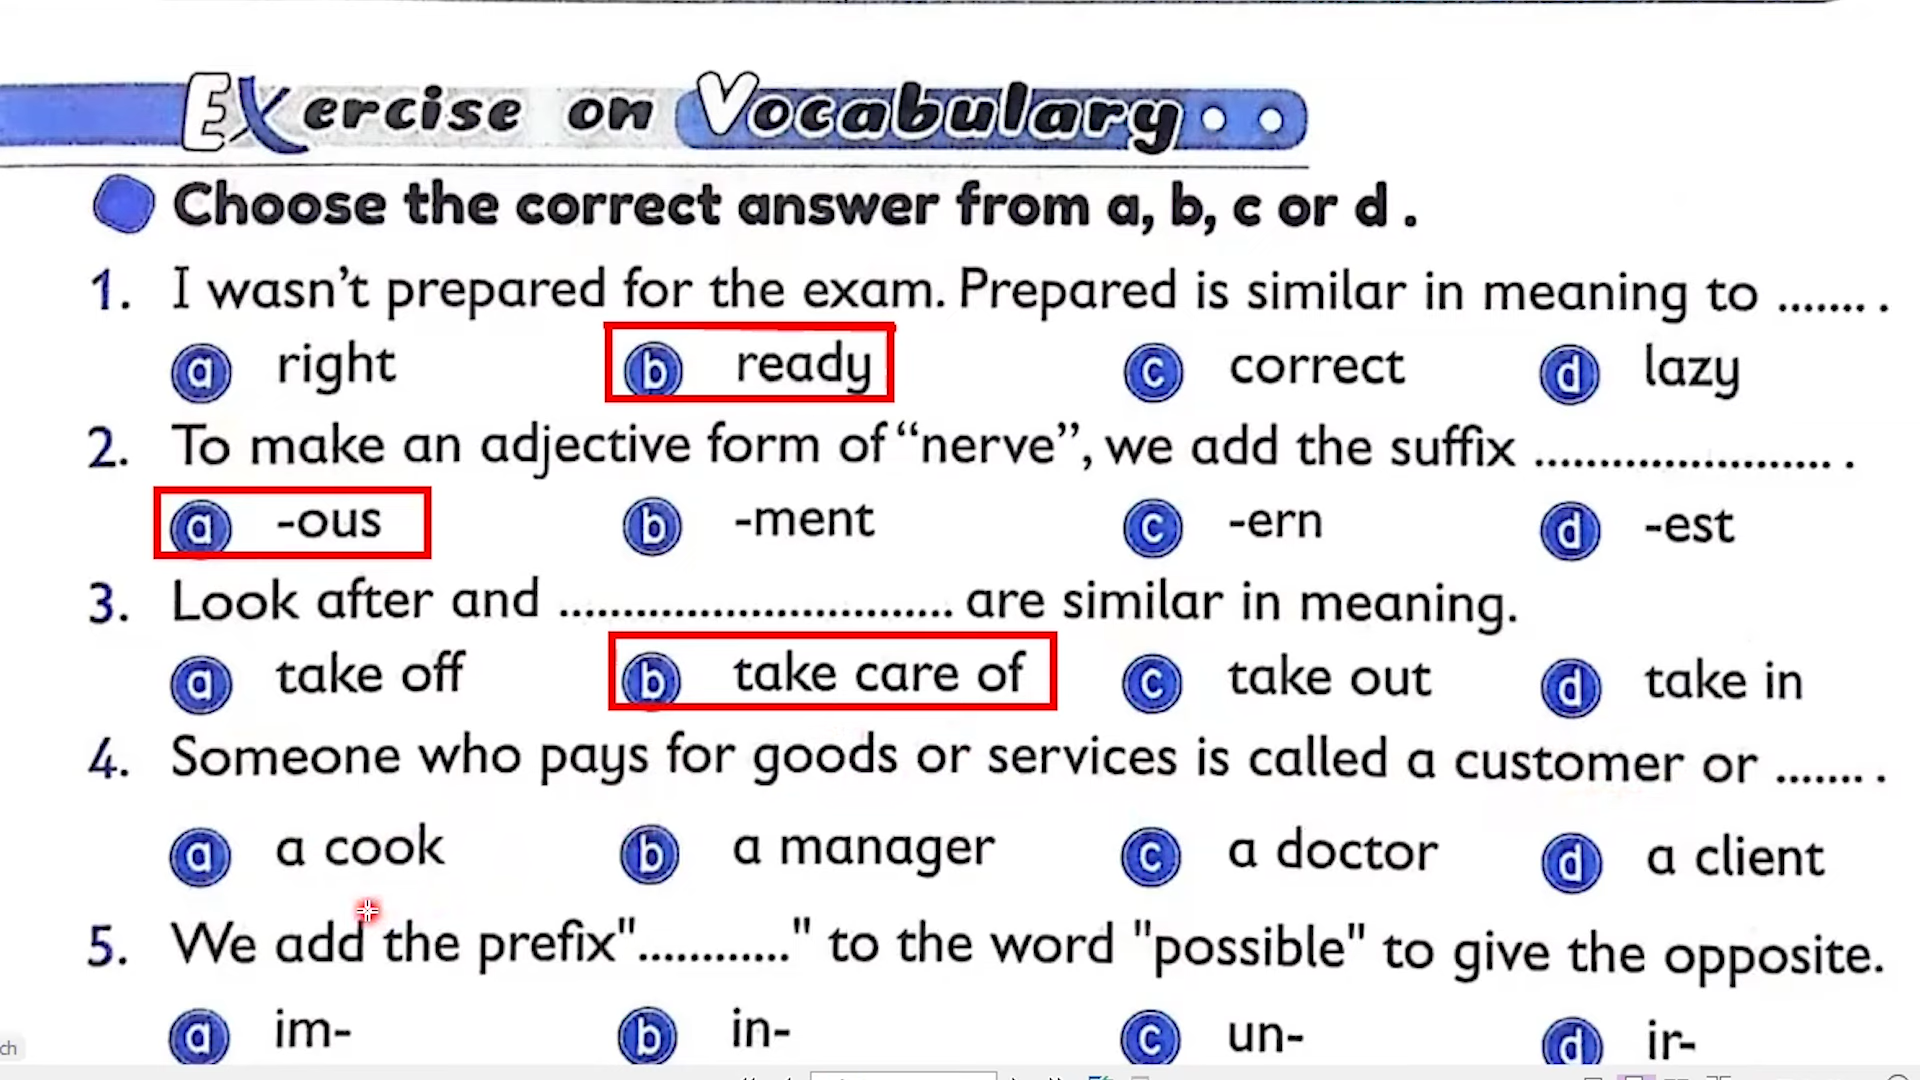 Exercise on Vocabulary
Choose the correct answer from a, b, c or d .
1. I wasn't prepared for the exam. Prepared is similar in meaning to ....... .
a right b ready c correct d lazy
2. To make an adjective form of “nerve”, we add the suffix ....................... .
a -ous b -ment c -ern d -est
3. Look after and .............................. are similar in meaning.
a take off b take care of c take out d take in
4. Someone who pays for goods or services is called a customer or ....... .
a a cook b a manager c a doctor d a client
5. We add the prefix"............" to the word "possible" to give the opposite.
a im- b in- c un- d ir-
ch